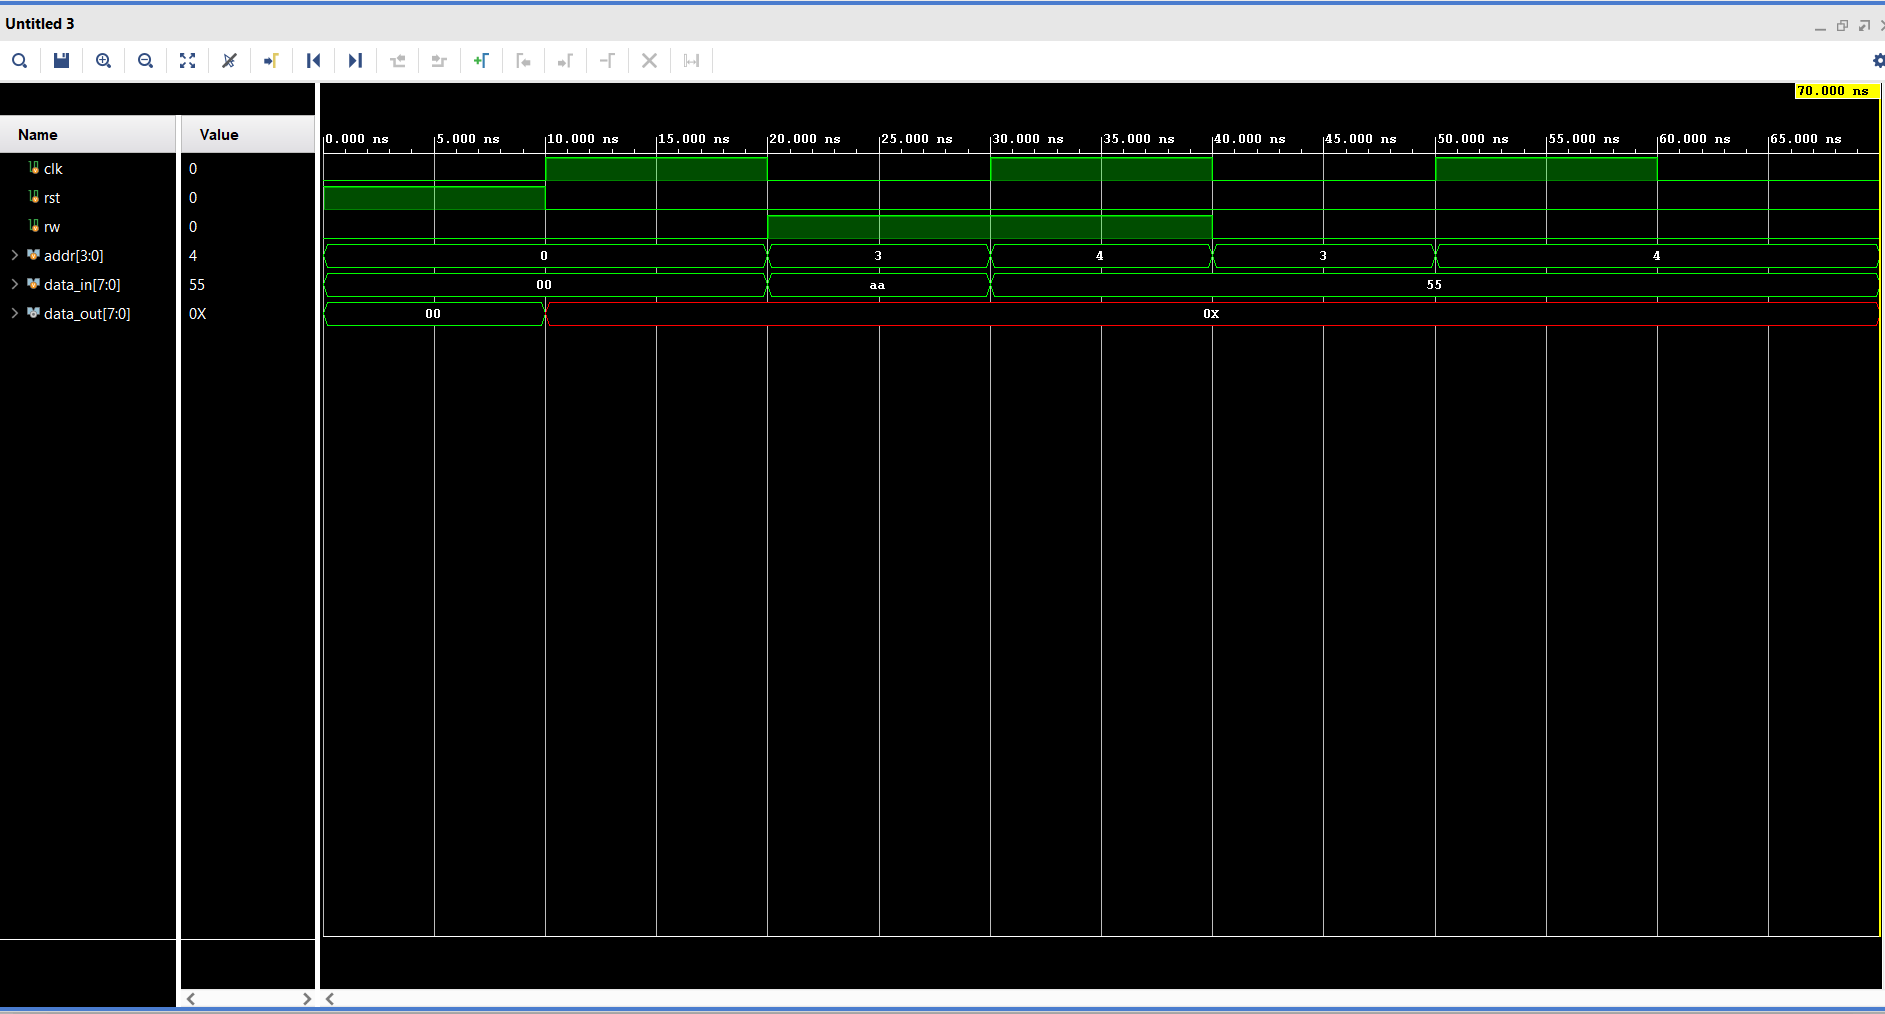 Untitled 3
70.000 ns
Name Value
0.000 ns 5.000 ns 10.000 ns 15.000 ns 20.000 ns 25.000 ns 30.000 ns 35.000 ns 40.000 ns 45.000 ns 50.000 ns 55.000 ns 60.000 ns 65.000 ns
clk 0
rst 0
rw 0
addr[3:0] 4 0 3 4 3 4
data_in[7:0] 55 00 aa 55
data_out[7:0] 0X 00 0X